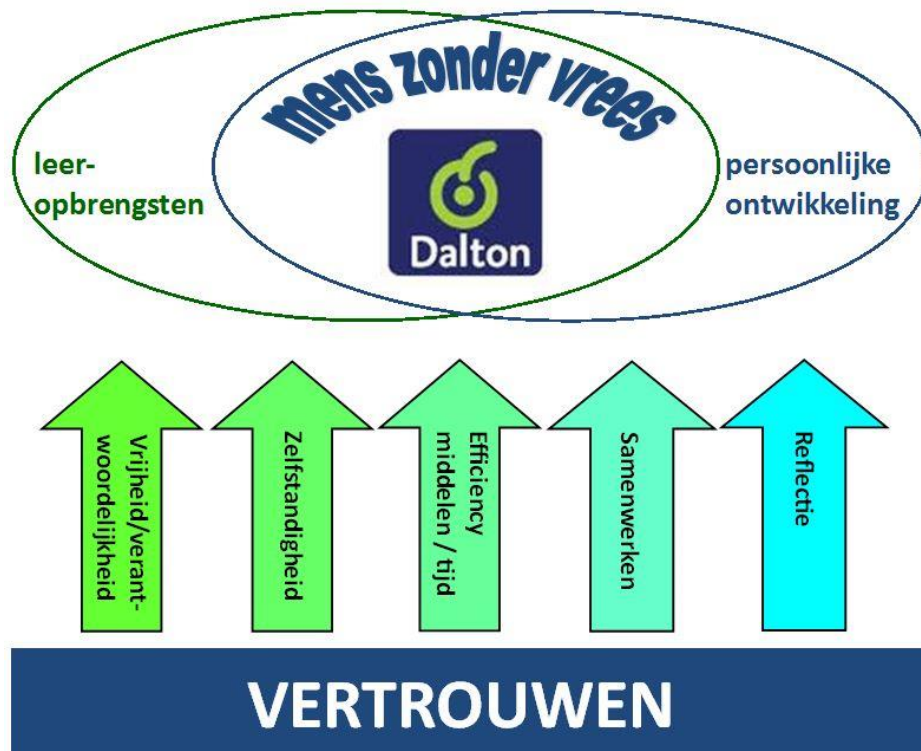 mens zonder vrees
leer-
opbrengsten
Dalton
persoonlijke
ontwikkeling
Vrijheid/verant-
woordelijkheid
Zelfstandigheid
Efficiency
middelen / tijd
Samenwerken
Reflectie
VERTROUWEN